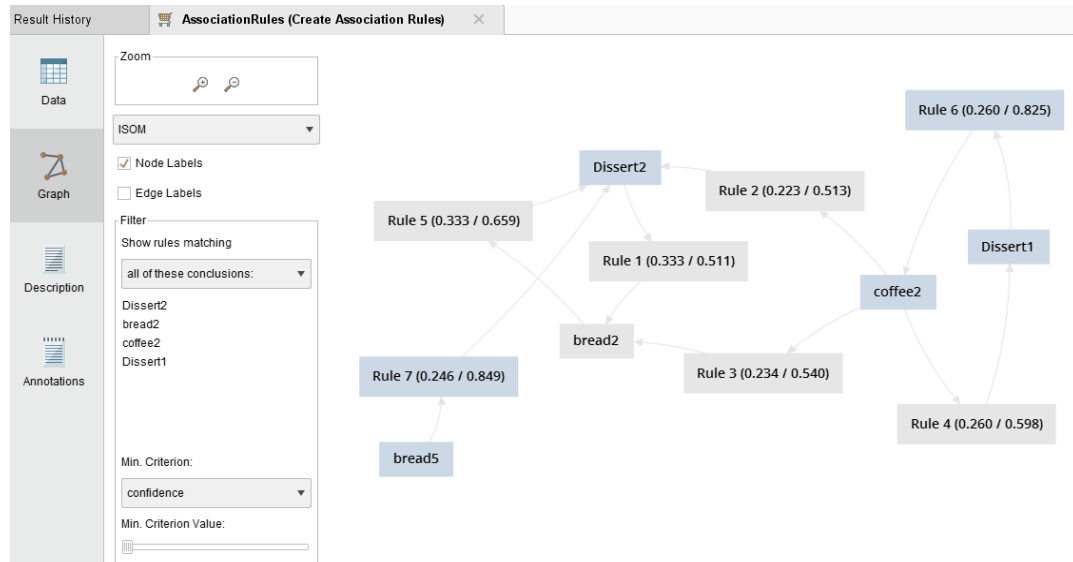 Result History
AssociationRules (Create Association Rules)
Data
Graph
Description
Annotations
Zoom
ISOM
Node Labels
Edge Labels
Filter
Show rules matching
all of these conclusions:
Dissert2
bread2
coffee2
Dissert1
Min. Criterion:
confidence
Min. Criterion Value:
Rule 6 (0.260 / 0.825)
Dissert2
Rule 2 (0.223 / 0.513)
Rule 5 (0.333 / 0.659)
Dissert1
Rule 1 (0.333 / 0.511)
coffee2
bread2
Rule 7 (0.246 / 0.849)
Rule 3 (0.234 / 0.540)
Rule 4 (0.260 / 0.598)
bread5